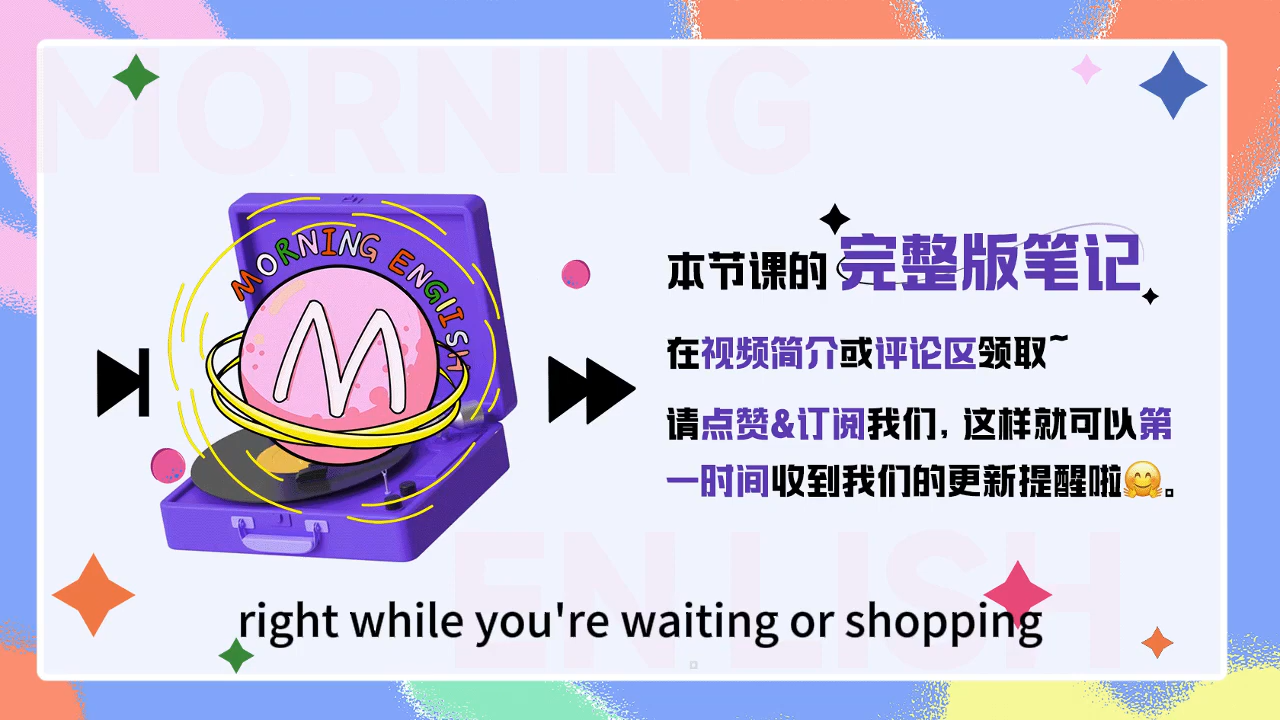 MORNING
MORNING ENGLISH
M
本节课的完整版笔记
在视频简介或评论区领取~
请点赞&订阅我们, 这样就可以第
一时间收到我们的更新提醒啦🤗。
EN LISH
right while you're waiting or shopping